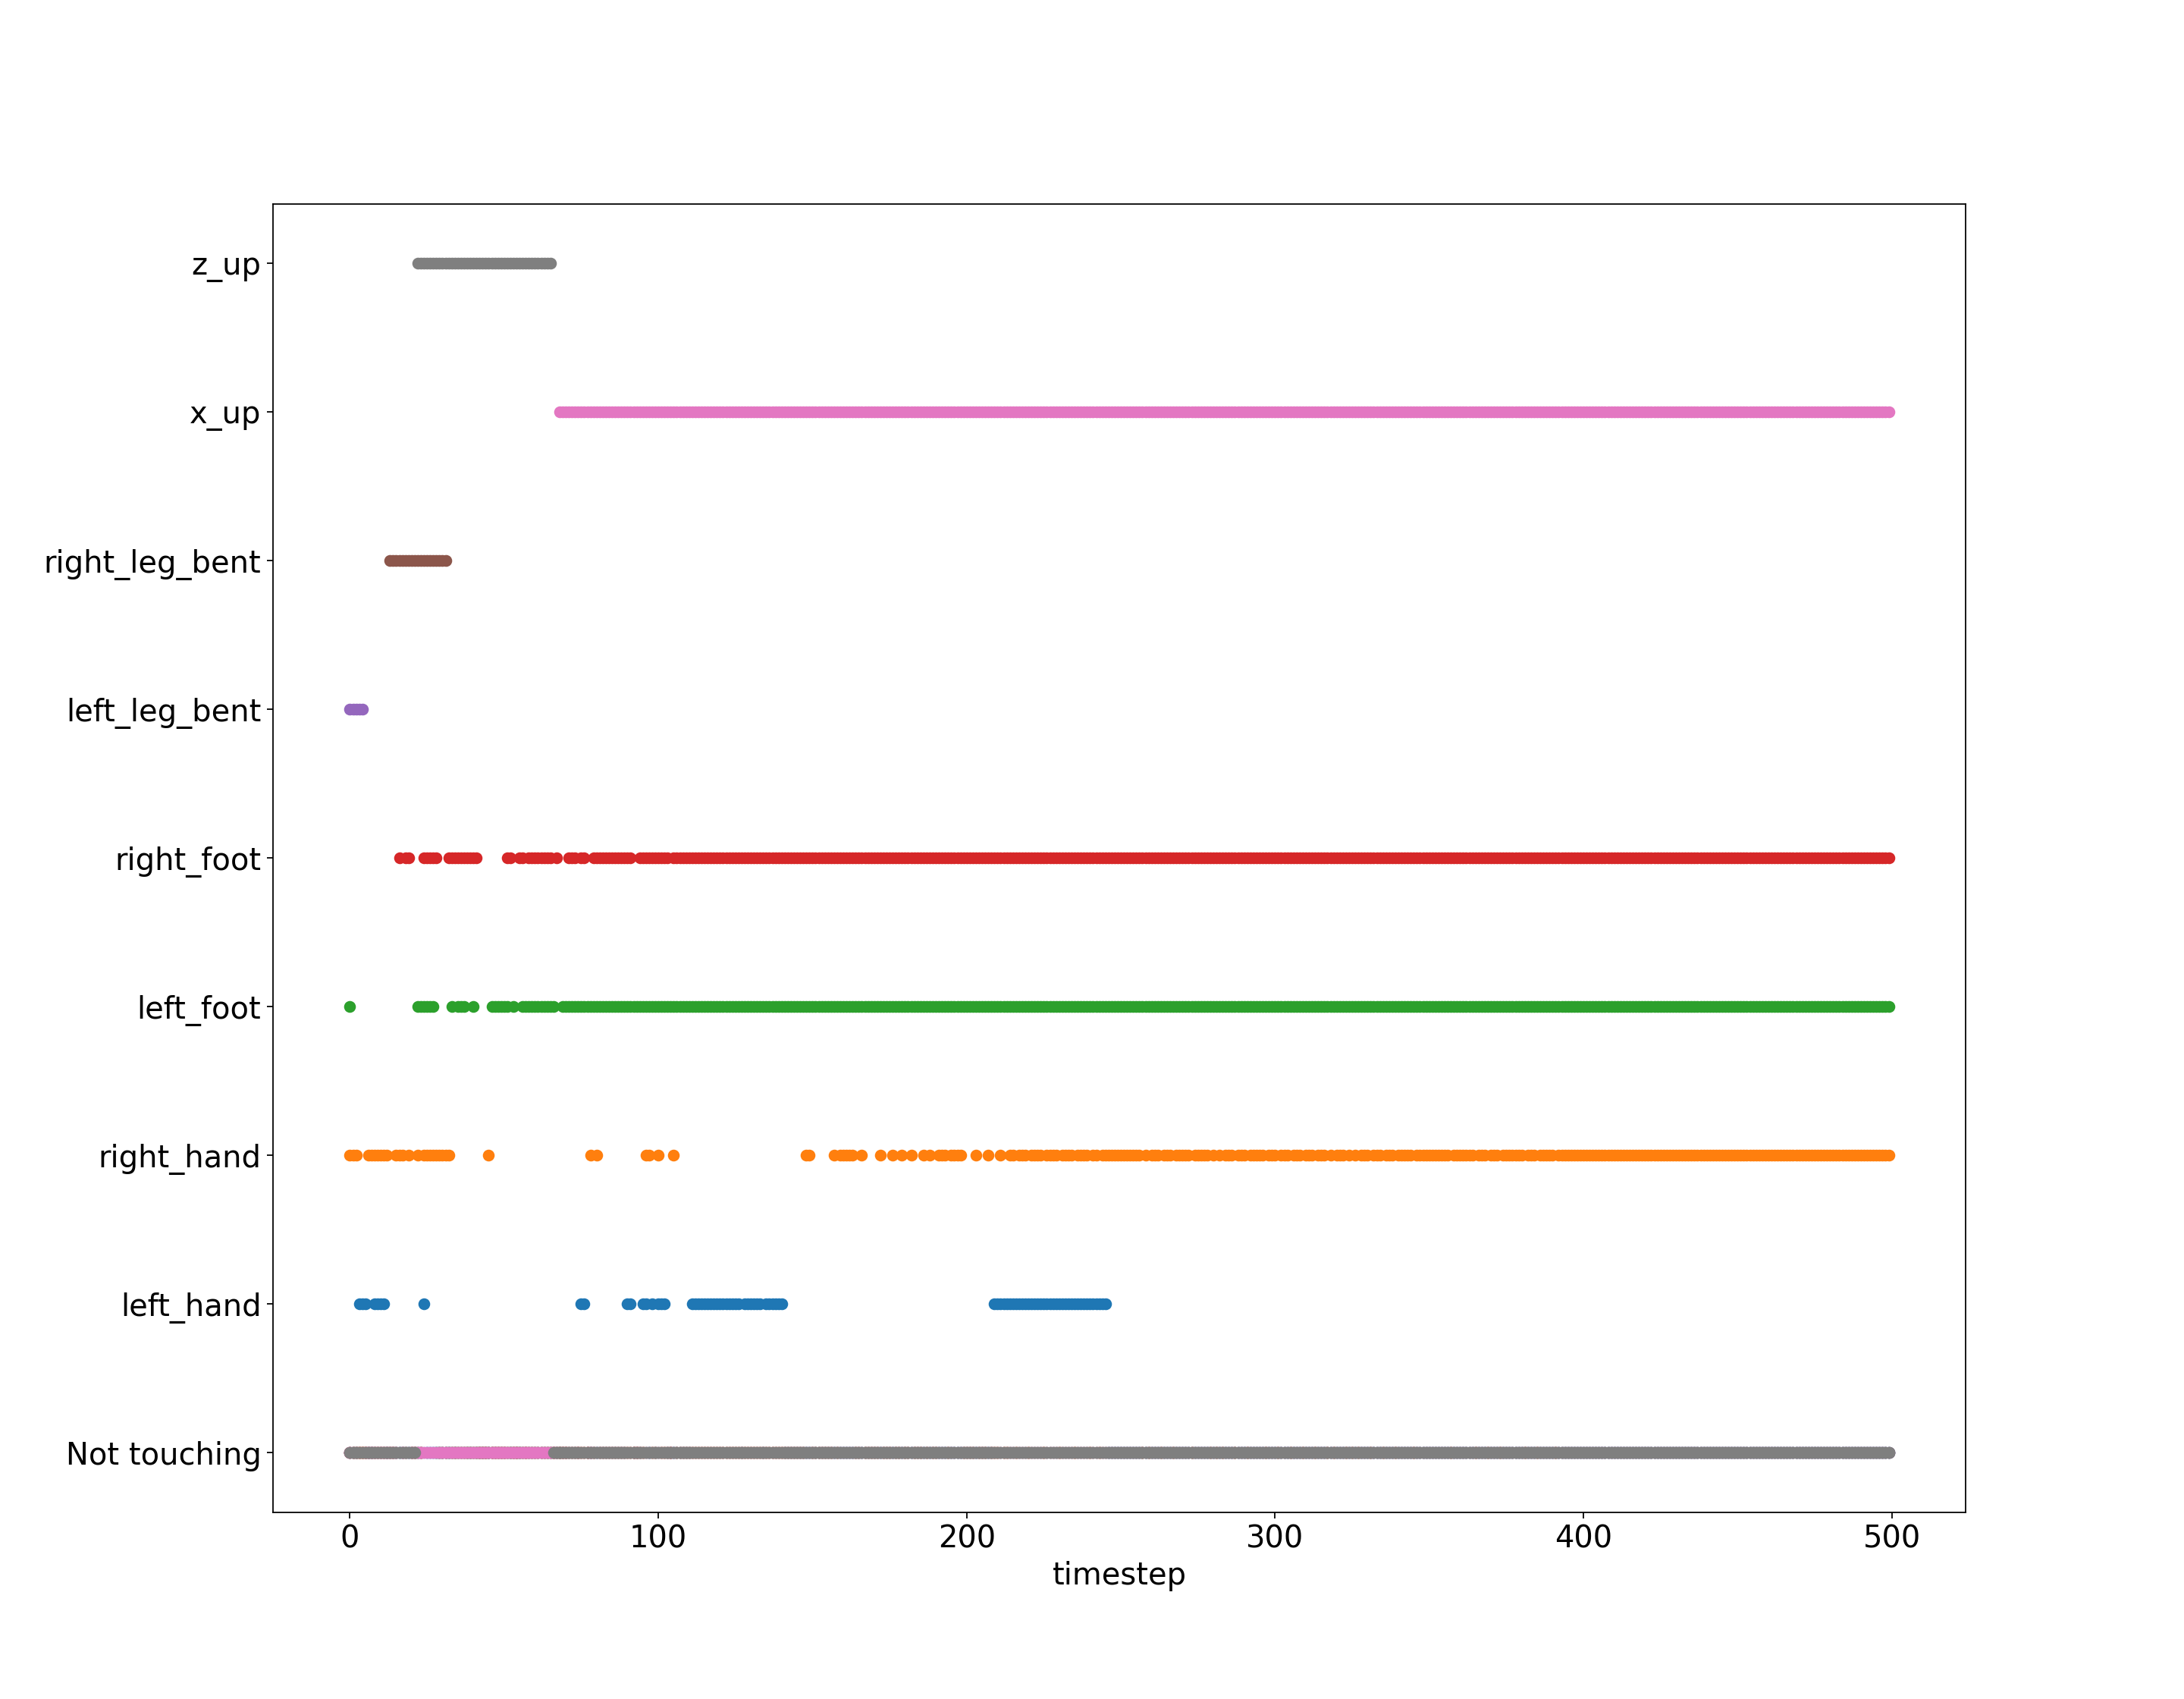 z_up
x_up
right_leg_bent
left_leg_bent
right_foot
left_foot
right_hand
left_hand
Not touching
0 100 200 300 400 500
timestep